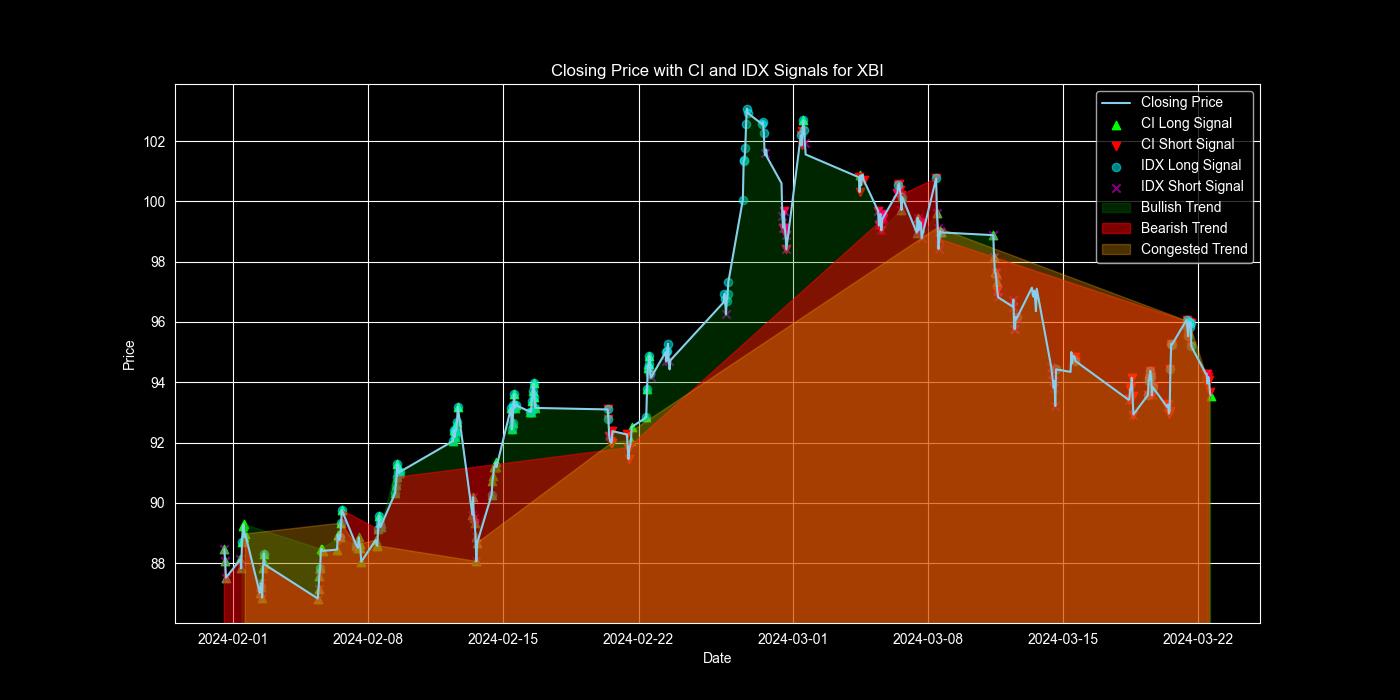 Closing Price with CI and IDX Signals for XBI
Closing Price
CI Long Signal
CI Short Signal
IDX Long Signal
IDX Short Signal
Bullish Trend
Bearish Trend
Congested Trend
Price
102
100
98
96
94
92
90
88
2024-02-01
2024-02-08
2024-02-15
2024-02-22
2024-03-01
2024-03-08
2024-03-15
2024-03-22
Date